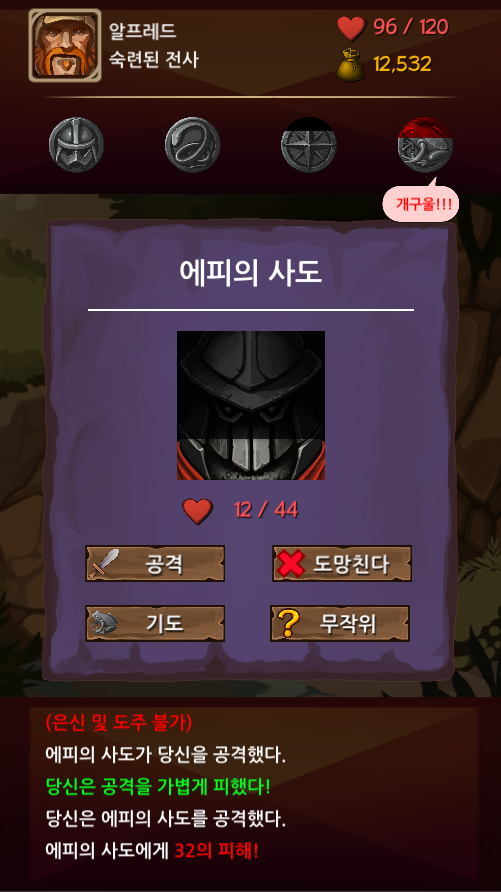 알프레드
96 / 120
숙련된 전사
12,532
개구울!!!
에피의 사도
12 / 44
공격
도망친다
기도
무작위
(은신 및 도주 불가)
에피의 사도가 당신을 공격했다.
당신은 공격을 가볍게 피했다!
당신은 에피의 사도를 공격했다.
에피의 사도에게 32의 피해!